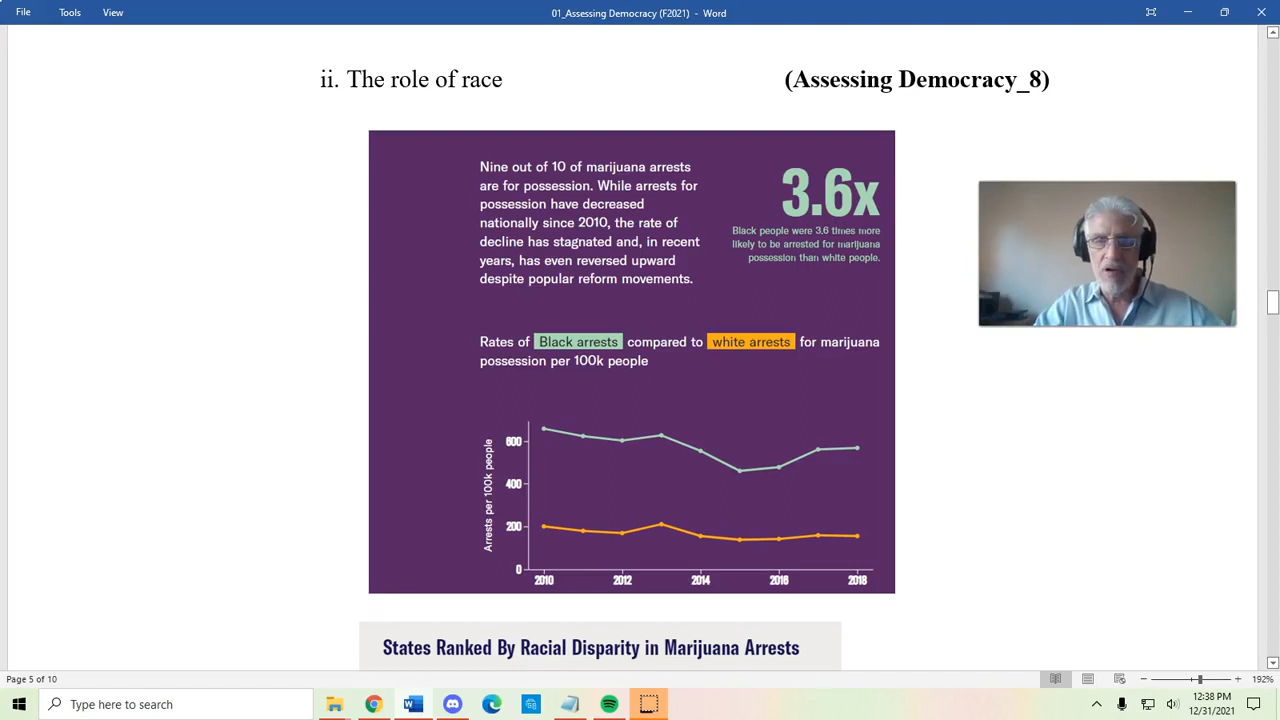 File Tools View 01_Assessing Democracy (F2021) - Word
ii. The role of race (Assessing Democracy_8)
Nine out of 10 of marijuana arrests
are for possession. While arrests for
possession have decreased
nationally since 2010, the rate of
decline has stagnated and, in recent
years, has even reversed upward
despite popular reform movements.
3.6x
Black people were 3.6 times more
likely to be arrested for marijuana
possession than white people.
Rates of Black arrests compared to white arrests for marijuana
possession per 100k people
Arrests per 100k people
600
400
200
0
2010 2012 2014 2016 2018
States Ranked By Racial Disparity in Marijuana Arrests
Page 5 of 10 192%
Type here to search
12:38 PM
12/31/2021